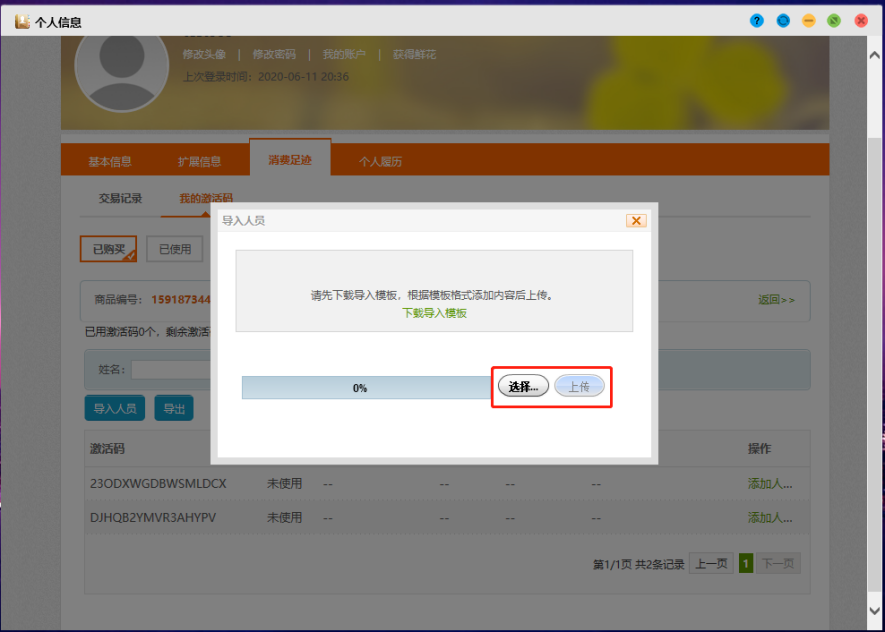 个人信息
修改头像 | 修改密码 | 我的账户 | 获得鲜花
上次登录时间：2020-06-11 20:36
基本信息 扩展信息 消费足迹 个人履历
交易记录 我的激活码
已购买 已使用
导入人员
请先下载导入模板，根据模板格式添加内容后上传。
下载导入模板
0% 选择... 上传
商品编号：159187344 返回>>
已用激活码0个，剩余激活
姓名：
导入人员 导出
激活码 操作
23ODXWGDBWSMLDCX 未使用 -- -- -- -- 添加人...
DJHQB2YMVR3AHYPV 未使用 -- -- -- -- 添加人...
第1/1页 共2条记录 上一页 1 下一页